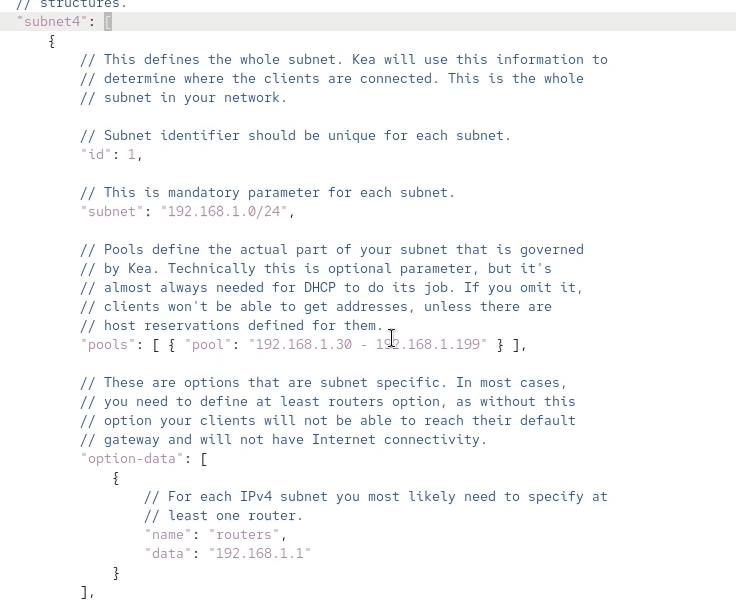 // structures.
"subnet4": [
{
// This defines the whole subnet. Kea will use this information to
// determine where the clients are connected. This is the whole
// subnet in your network.
// Subnet identifier should be unique for each subnet.
"id": 1,
// This is mandatory parameter for each subnet.
"subnet": "192.168.1.0/24",
// Pools define the actual part of your subnet that is governed
// by Kea. Technically this is optional parameter, but it's
// almost always needed for DHCP to do its job. If you omit it,
// clients won't be able to get addresses, unless there are
// host reservations defined for them.
"pools": [ { "pool": "192.168.1.30 - 192.168.1.199" } ],
// These are options that are subnet specific. In most cases,
// you need to define at least routers option, as without this
// option your clients will not be able to reach their default
// gateway and will not have Internet connectivity.
"option-data": [
{
// For each IPv4 subnet you most likely need to specify at
// least one router.
"name": "routers",
"data": "192.168.1.1"
}
],